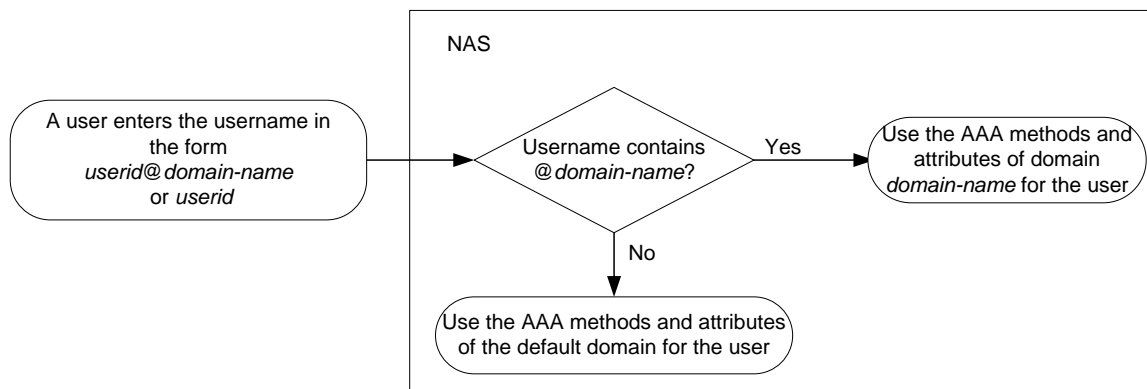 NAS
A user enters the username in
the form
userid@domain-name
or userid
Username contains
@domain-name?
Yes
Use the AAA methods and
attributes of domain
domain-name for the user
No
Use the AAA methods and attributes
of the default domain for the user